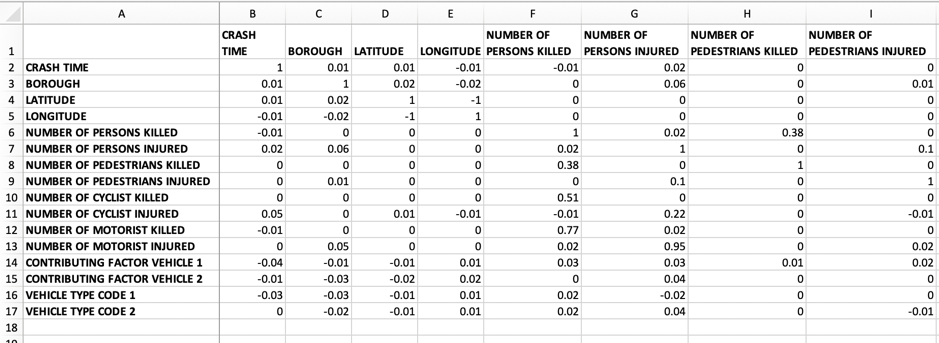 A B C D E F G H I
1 CRASH TIME BOROUGH LATITUDE LONGITUDE NUMBER OF PERSONS KILLED NUMBER OF PERSONS INJURED NUMBER OF PEDESTRIANS KILLED NUMBER OF PEDESTRIANS INJURED
2 CRASH TIME 1 0.01 0.01 -0.01 -0.01 0.02 0 0
3 BOROUGH 0.01 1 0.02 -0.02 0 0.06 0 0.01
4 LATITUDE 0.01 0.02 1 -1 0 0 0 0
5 LONGITUDE -0.01 -0.02 -1 1 0 0 0 0
6 NUMBER OF PERSONS KILLED -0.01 0 0 0 1 0.02 0.38 0
7 NUMBER OF PERSONS INJURED 0.02 0.06 0 0 0.02 1 0 0.1
8 NUMBER OF PEDESTRIANS KILLED 0 0 0 0 0.38 0 1 0
9 NUMBER OF PEDESTRIANS INJURED 0 0.01 0 0 0 0.1 0 1
10 NUMBER OF CYCLIST KILLED 0 0 0 0 0.51 0 0 0
11 NUMBER OF CYCLIST INJURED 0.05 0 0.01 -0.01 -0.01 0.22 0 -0.01
12 NUMBER OF MOTORIST KILLED -0.01 0 0 0 0.77 0.02 0 0
13 NUMBER OF MOTORIST INJURED 0 0.05 0 0 0.02 0.95 0 0.02
14 CONTRIBUTING FACTOR VEHICLE 1 -0.04 -0.01 -0.01 0.01 0.03 0.03 0.01 0.02
15 CONTRIBUTING FACTOR VEHICLE 2 -0.01 -0.03 -0.02 0.02 0 0.04 0 0
16 VEHICLE TYPE CODE 1 -0.03 -0.03 -0.01 0.01 0.02 -0.02 0 0
17 VEHICLE TYPE CODE 2 0 -0.02 -0.01 0.01 0.02 0.04 0 -0.01
18